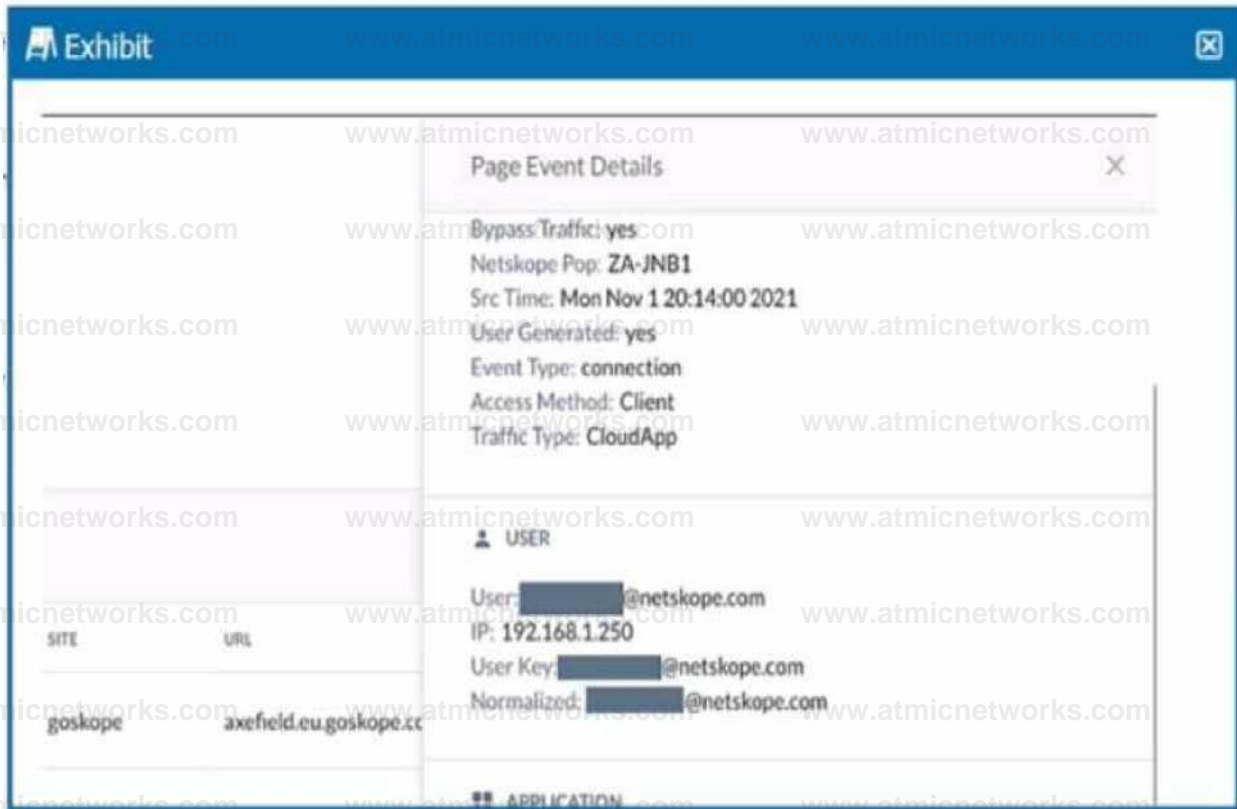 Exhibit
Page Event Details
Bypass Traffic: yes
Netskope Pop: ZA-JNB1
Src Time: Mon Nov 1 20:14:00 2021
User Generated: yes
Event Type: connection
Access Method: Client
Traffic Type: CloudApp
USER
User: @netskope.com
IP: 192.168.1.250
User Key: @netskope.com
Normalized: @netskope.com
SITE URL
goskope axefield.eu.goskope.cc
APPLICATION
www.atmicnetworks.com